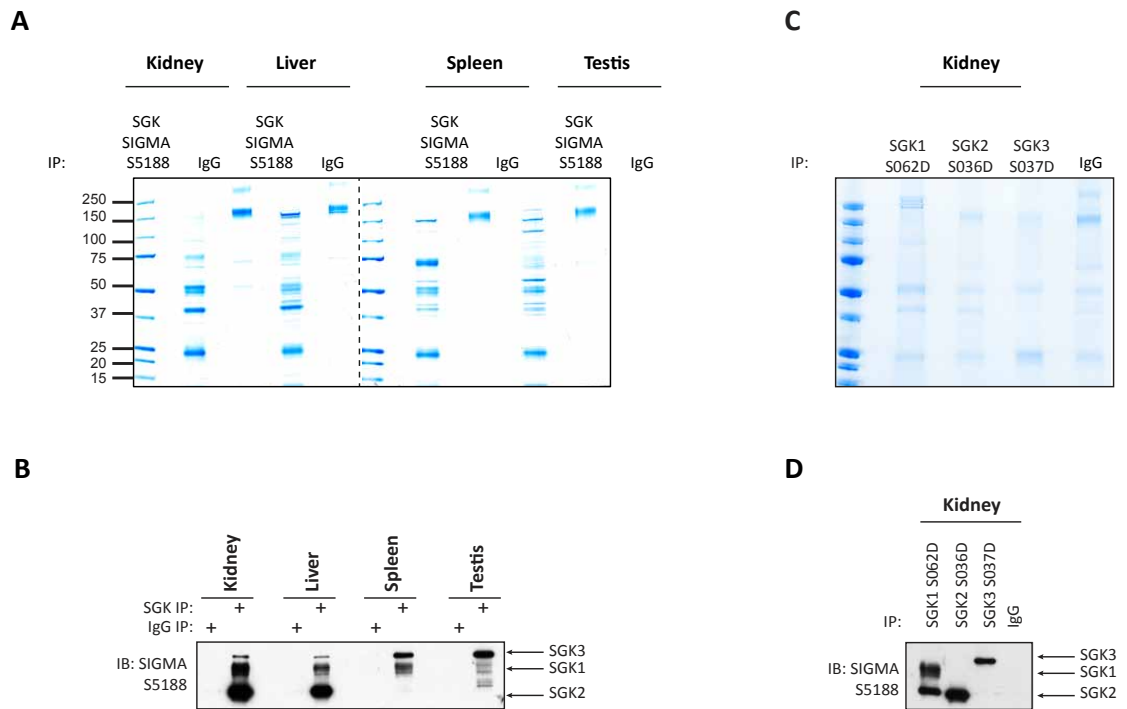 A
Kidney Liver Spleen Testis
SGK SGK SGK SGK
SIGMA SIGMA SIGMA SIGMA
IP: S5188 IgG S5188 IgG S5188 IgG S5188 IgG
250
150
100
75
50
37
25
20
15
C
Kidney
SGK1 SGK2 SGK3
IP: S062D S036D S037D IgG
B
Kidney Liver Spleen Testis
SGK IP: + + + +
IgG IP: + + + +
IB: SIGMA
S5188
SGK3
SGK1
SGK2
D
Kidney
IP: SGK1 S062D SGK2 S036D SGK3 S037D IgG
IB: SIGMA
S5188
SGK3
SGK1
SGK2